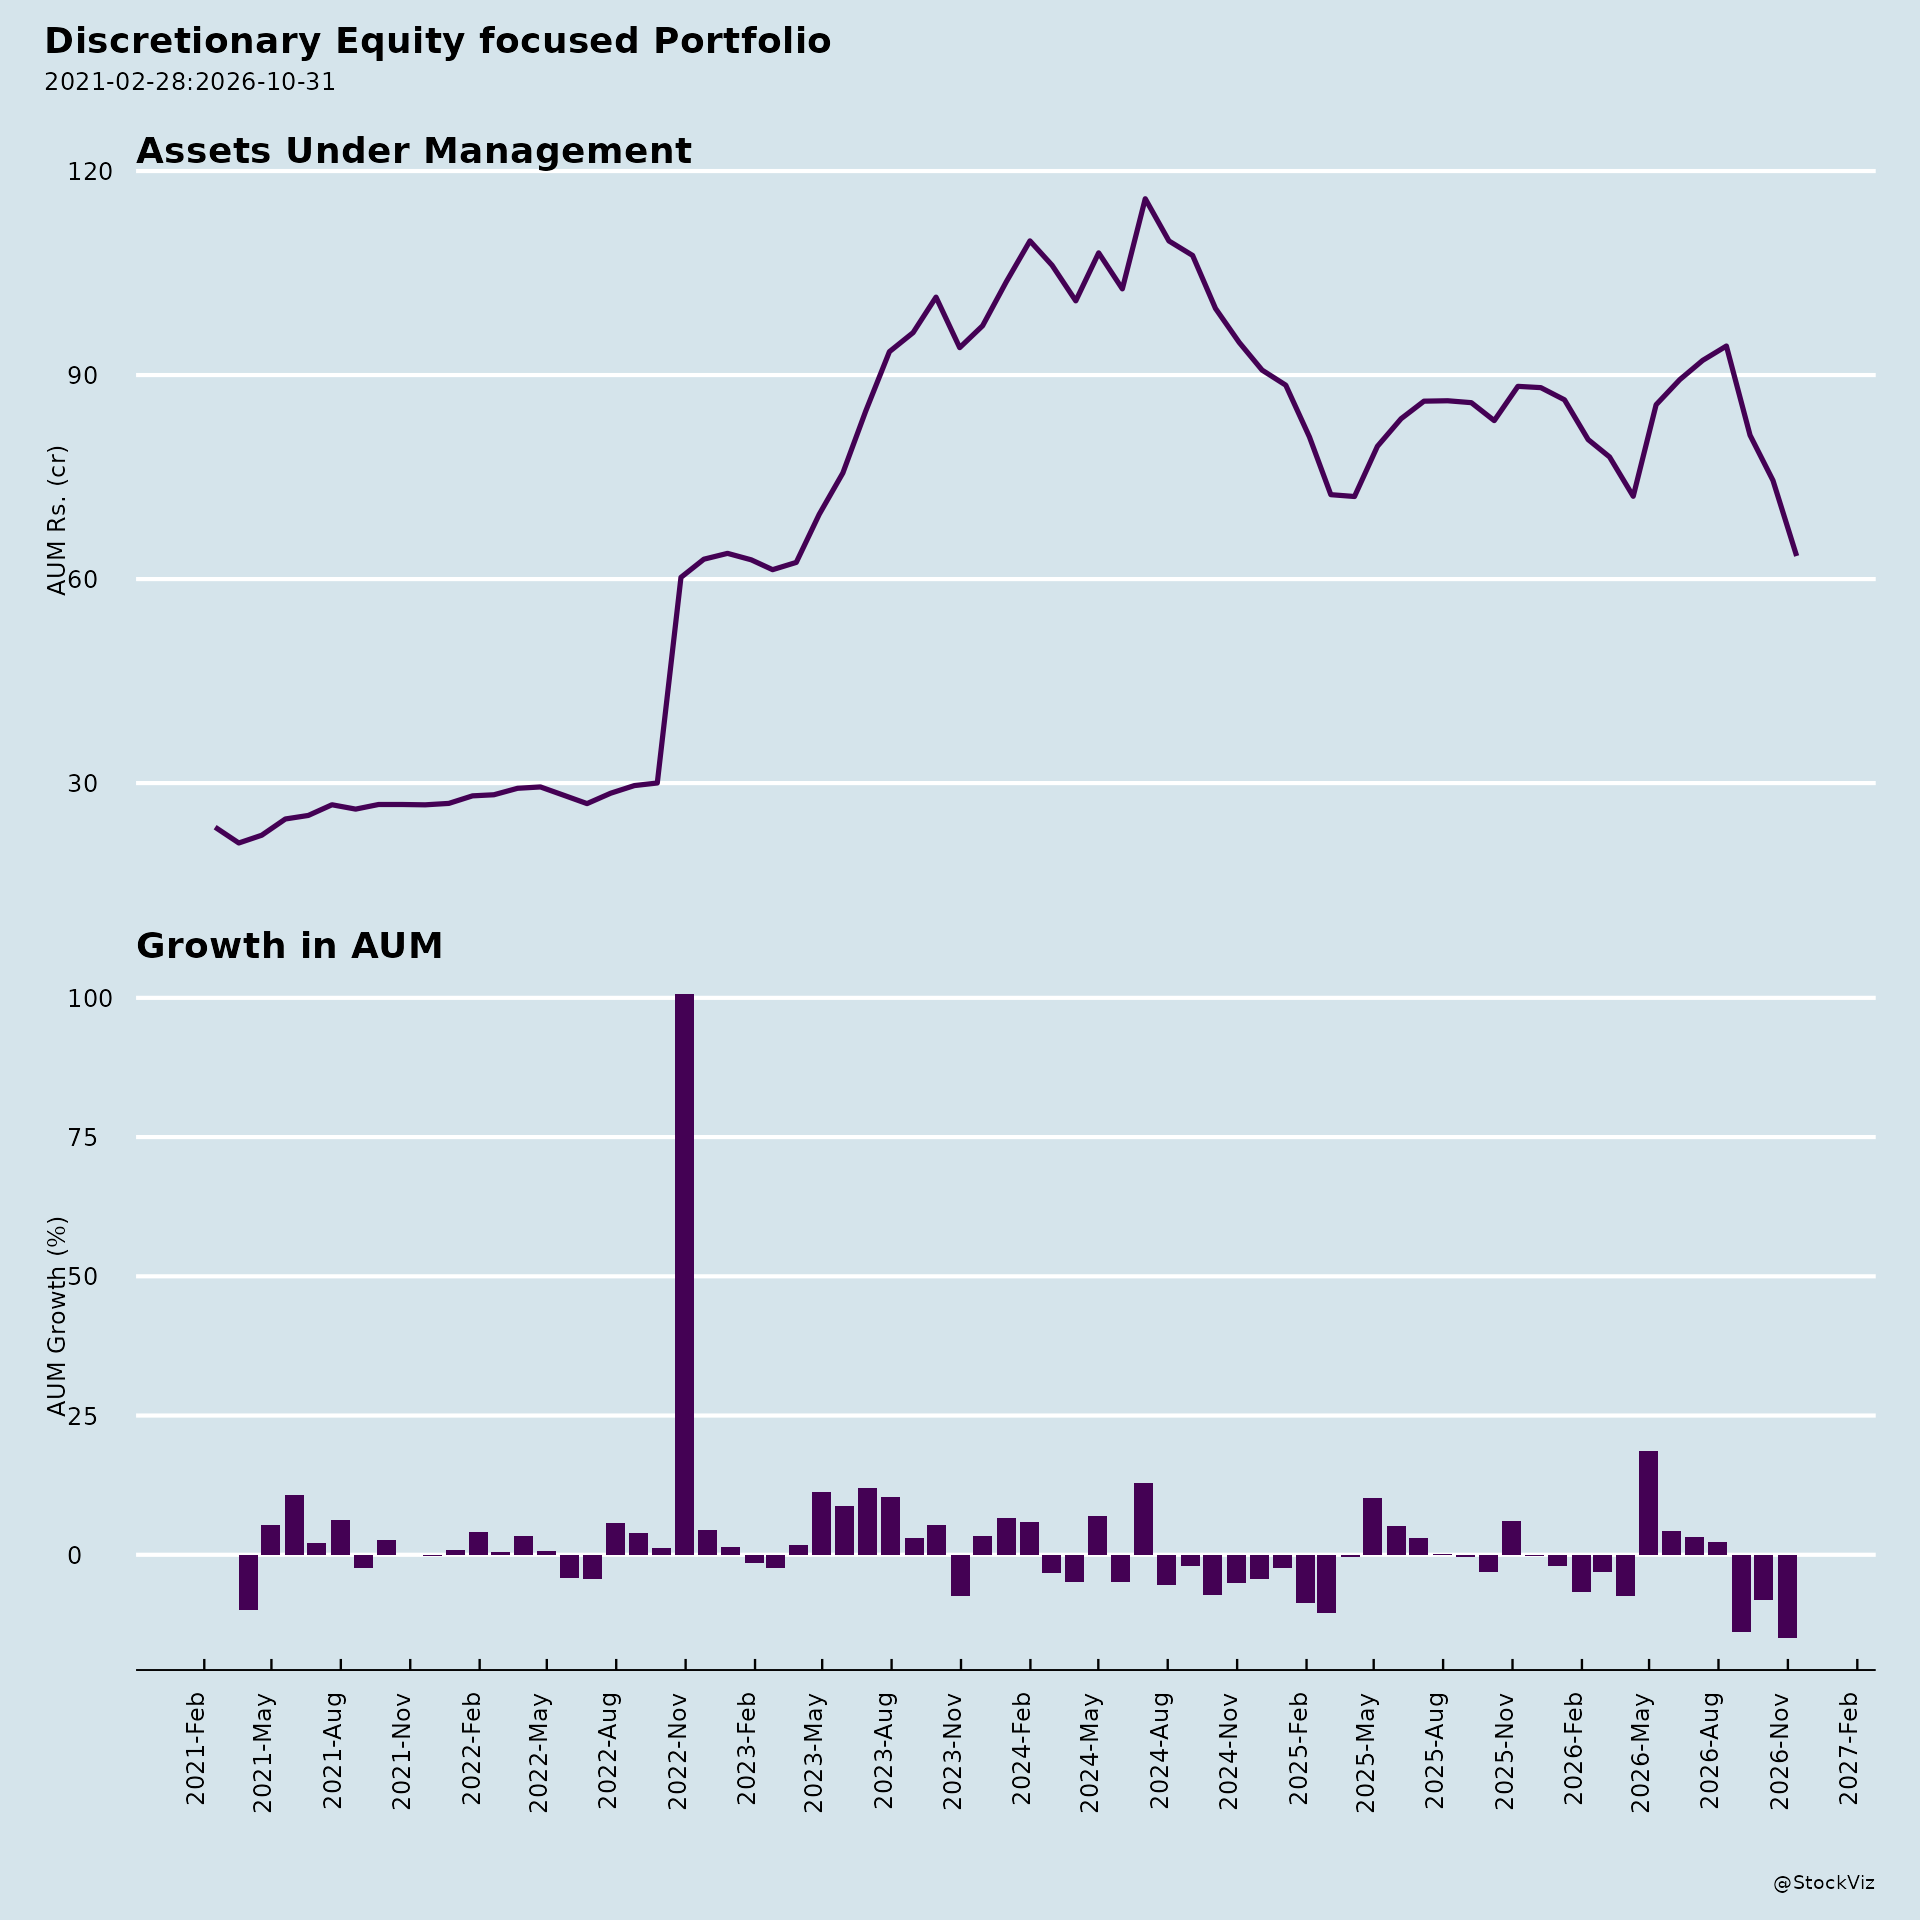 Discretionary Equity focused Portfolio
2021-02-28:2026-10-31
Assets Under Management
AUM Rs. (cr)
120
90
60
30
Growth in AUM
AUM Growth (%)
100
75
50
25
0
2021-Feb
2021-May
2021-Aug
2021-Nov
2022-Feb
2022-May
2022-Aug
2022-Nov
2023-Feb
2023-May
2023-Aug
2023-Nov
2024-Feb
2024-May
2024-Aug
2024-Nov
2025-Feb
2025-May
2025-Aug
2025-Nov
2026-Feb
2026-May
2026-Aug
2026-Nov
2027-Feb
@StockViz